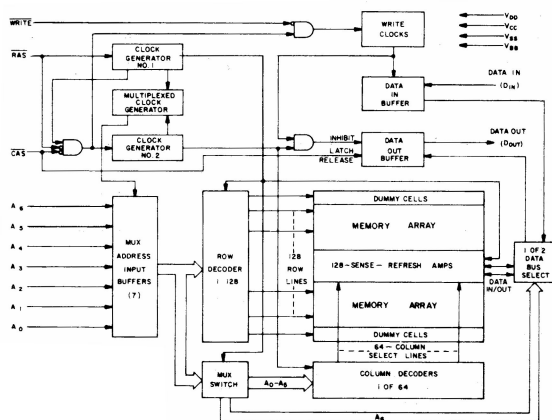 WRITE
RAS
CAS
CLOCK
GENERATOR
NO. 1
MULTIPLEXED
CLOCK
GENERATOR
CLOCK
GENERATOR
NO. 2
WRITE
CLOCKS
VDD
VCC
VSS
VBB
DATA
IN
BUFFER
DATA IN
(DIN)
INHIBIT
LATCH
RELEASE
DATA
OUT
BUFFER
DATA OUT
(DOUT)
A6
A5
A4
A3
A2
A1
A0
MUX
ADDRESS
INPUT
BUFFERS
(7)
ROW
DECODER
1 128
128
ROW
LINES
DUMMY CELLS
MEMORY ARRAY
128-SENSE-REFRESH AMPS
MEMORY ARRAY
DUMMY CELLS
DATA
IN/OUT
1 OF 2
DATA
BUS
SELECT
64-COLUMN
SELECT LINES
MUX
SWITCH
A0-A6
COLUMN DECODERS
1 OF 64